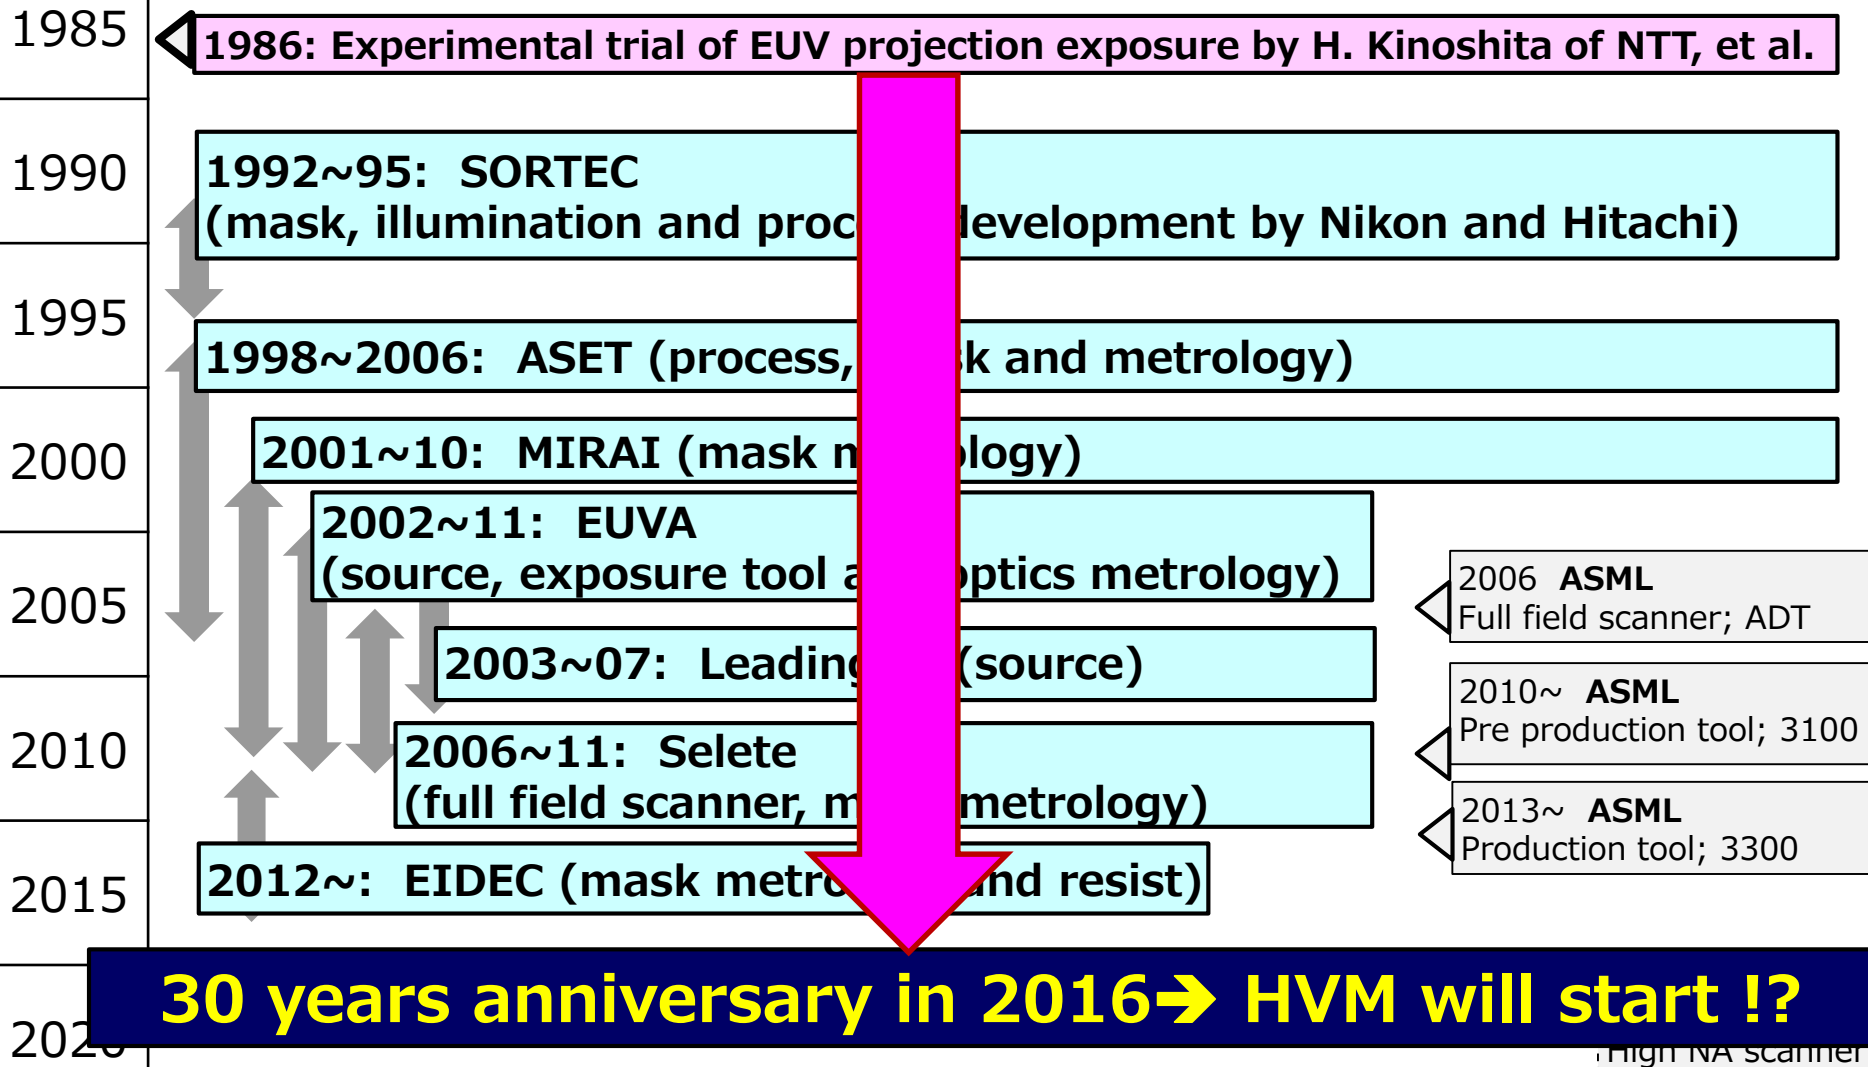 1985
1986: Experimental trial of EUV projection exposure by H. Kinoshita of NTT, et al.
1990
1992~95: SORTEC
(mask, illumination and proc development by Nikon and Hitachi)
1995
1998~2006: ASET (process, k and metrology)
2000
2001~10: MIRAI (mask m logy)
2002~11: EUVA
(source, exposure tool a optics metrology)
2005
2006 ASML
Full field scanner; ADT
2003~07: Leading (source)
2010~ ASML
Pre production tool; 3100
2010
2006~11: Selete
(full field scanner, m metrology)
2013~ ASML
Production tool; 3300
2015
2012~: EIDEC (mask metro nd resist)
30 years anniversary in 2016➔ HVM will start !?
2020
High NA scanner